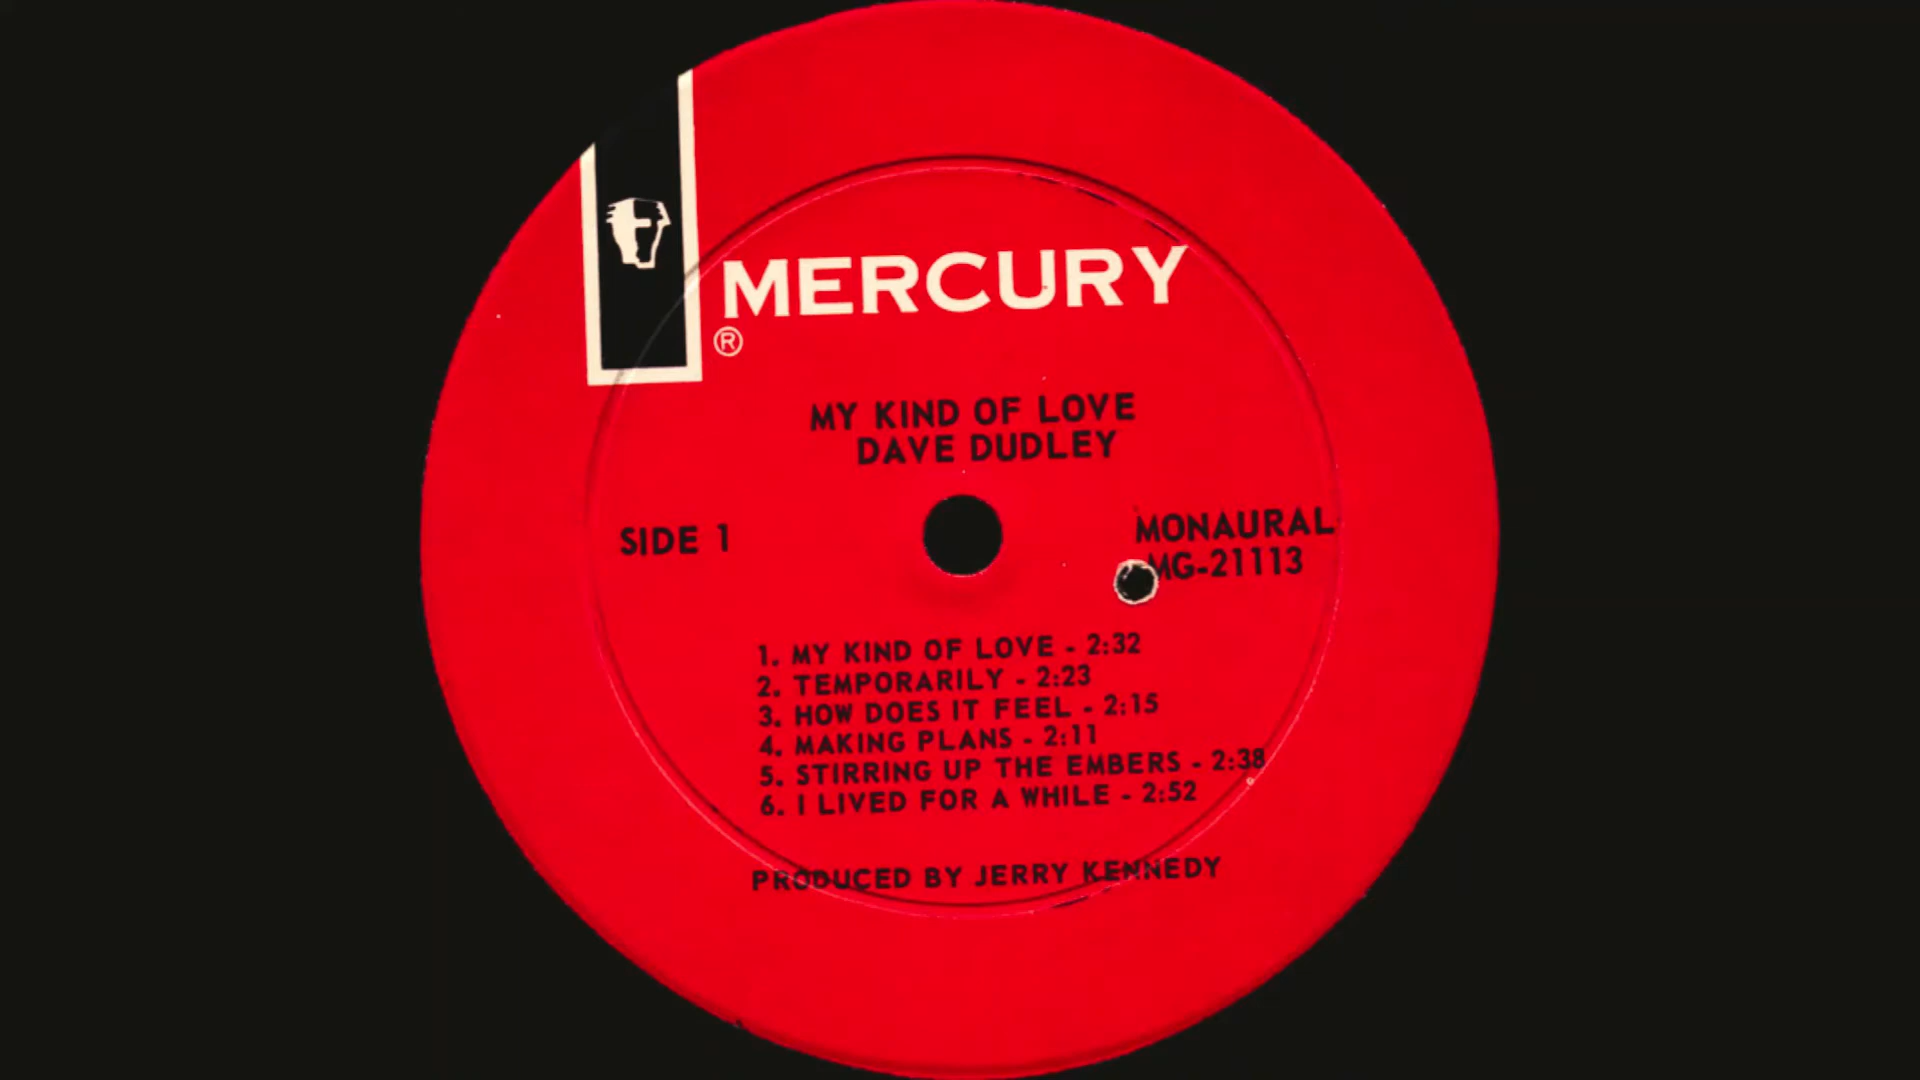 MERCURY
®
MY KIND OF LOVE
DAVE DUDLEY
SIDE 1
MONAURAL
MG-21113
1. MY KIND OF LOVE - 2:32
2. TEMPORARILY - 2:23
3. HOW DOES IT FEEL - 2:15
4. MAKING PLANS - 2:11
5. STIRRING UP THE EMBERS - 2:38
6. I LIVED FOR A WHILE - 2:52
PRODUCED BY JERRY KENNEDY